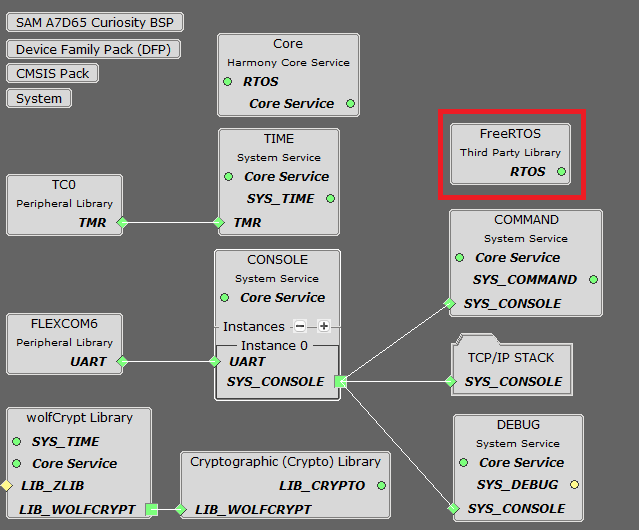 SAM A7D65 Curiosity BSP
Device Family Pack (DFP)
CMSIS Pack
System
Core
Harmony Core Service
RTOS
Core Service
FreeRTOS
Third Party Library
RTOS
TIME
System Service
Core Service
SYS_TIME
TMR
TC0
Peripheral Library
TMR
COMMAND
System Service
Core Service
SYS_COMMAND
SYS_CONSOLE
CONSOLE
System Service
Core Service
Instances
Instance 0
UART
SYS_CONSOLE
FLEXCOM6
Peripheral Library
UART
TCP/IP STACK
SYS_CONSOLE
wolfCrypt Library
SYS_TIME
Core Service
LIB_ZLIB
LIB_WOLFCRYPT
Cryptographic (Crypto) Library
LIB_CRYPTO
LIB_WOLFCRYPT
DEBUG
System Service
Core Service
SYS_DEBUG
SYS_CONSOLE